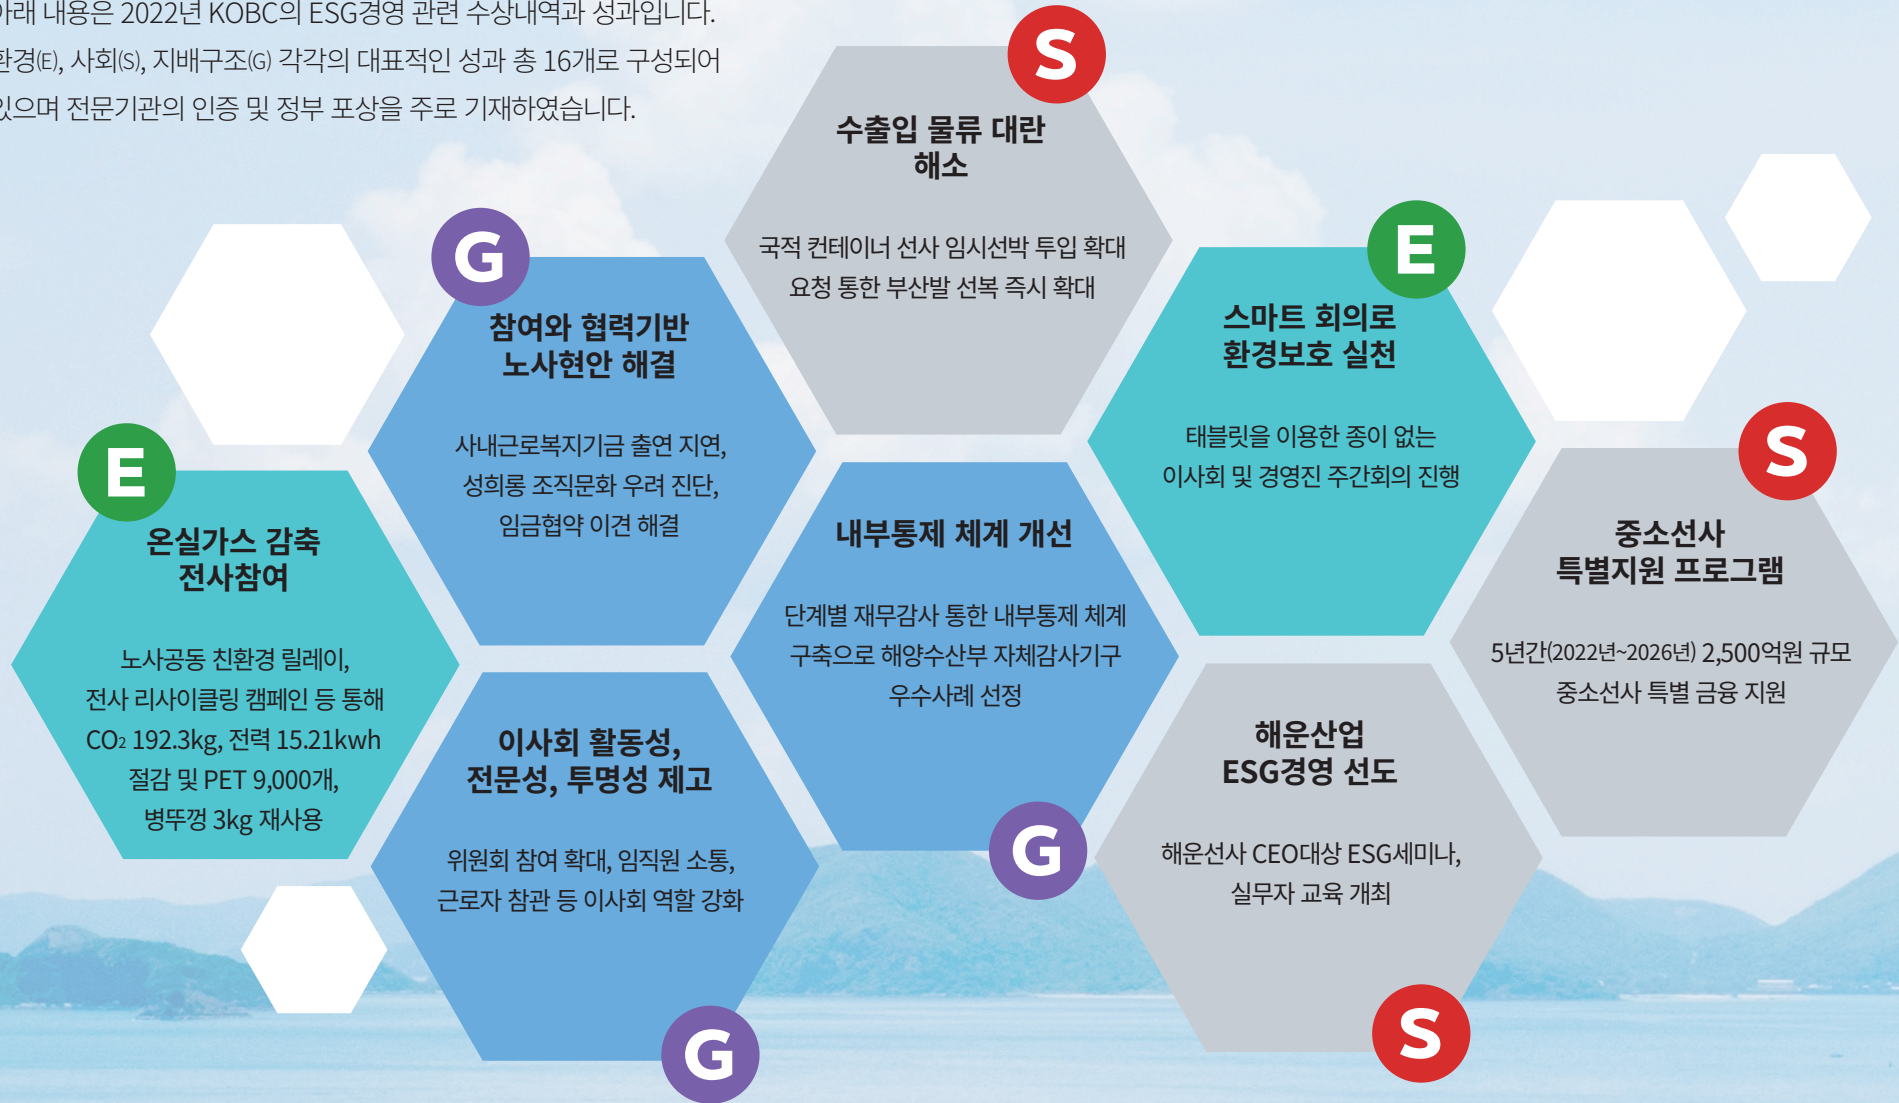 아래 내용은 2022년 KOBC의 ESG경영 관련 수상내역과 성과입니다.
환경(E), 사회(S), 지배구조(G) 각각의 대표적인 성과 총 16개로 구성되어
있으며 전문기관의 인증 및 정부 포상을 주로 기재하였습니다.
S
수출입 물류 대란
해소
국적 컨테이너 선사 임시선박 투입 확대
요청 통한 부산발 선복 즉시 확대
G
참여와 협력기반
노사현안 해결
사내근로복지기금 출연 지연,
성희롱 조직문화 우려 진단,
임금협약 이견 해결
E
스마트 회의로
환경보호 실천
태블릿을 이용한 종이 없는
이사회 및 경영진 주간회의 진행
E
온실가스 감축
전사참여
노사공동 친환경 릴레이,
전사 리사이클링 캠페인 등 통해
CO₂ 192.3kg, 전력 15.21kwh
절감 및 PET 9,000개,
병뚜껑 3kg 재사용
내부통제 체계 개선
단계별 재무감사 통한 내부통제 체계
구축으로 해양수산부 자체감사기구
우수사례 선정
G
S
중소선사
특별지원 프로그램
5년간(2022년~2026년) 2,500억원 규모
중소선사 특별 금융 지원
이사회 활동성,
전문성, 투명성 제고
위원회 참여 확대, 임직원 소통,
근로자 참관 등 이사회 역할 강화
G
해운산업
ESG경영 선도
해운선사 CEO대상 ESG세미나,
실무자 교육 개최
S